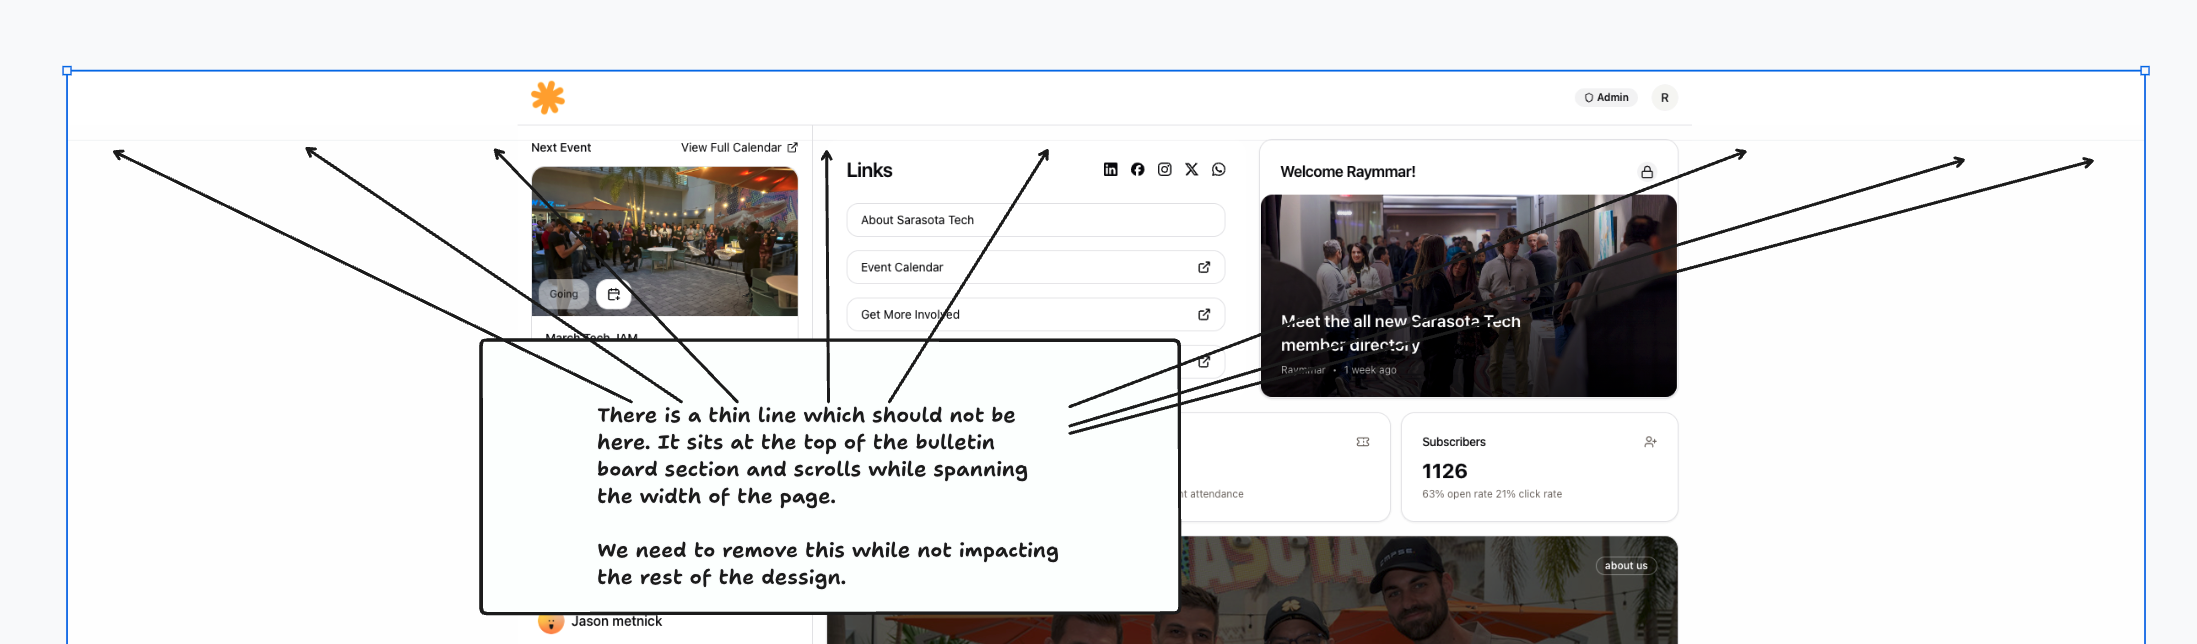 Admin
R
Next Event
View Full Calendar
Going
March Tech JAM
Jason metnick
Links
About Sarasota Tech
Event Calendar
Get More Involved
Welcome Raymmar!
Meet the all new Sarasota Tech
member directory
Raymmar • 1 week ago
attendance
Subscribers
1126
63% open rate 21% click rate
about us
There is a thin line which should not be
here. It sits at the top of the bulletin
board section and scrolls while spanning
the width of the page.
We need to remove this while not impacting
the rest of the dessign.